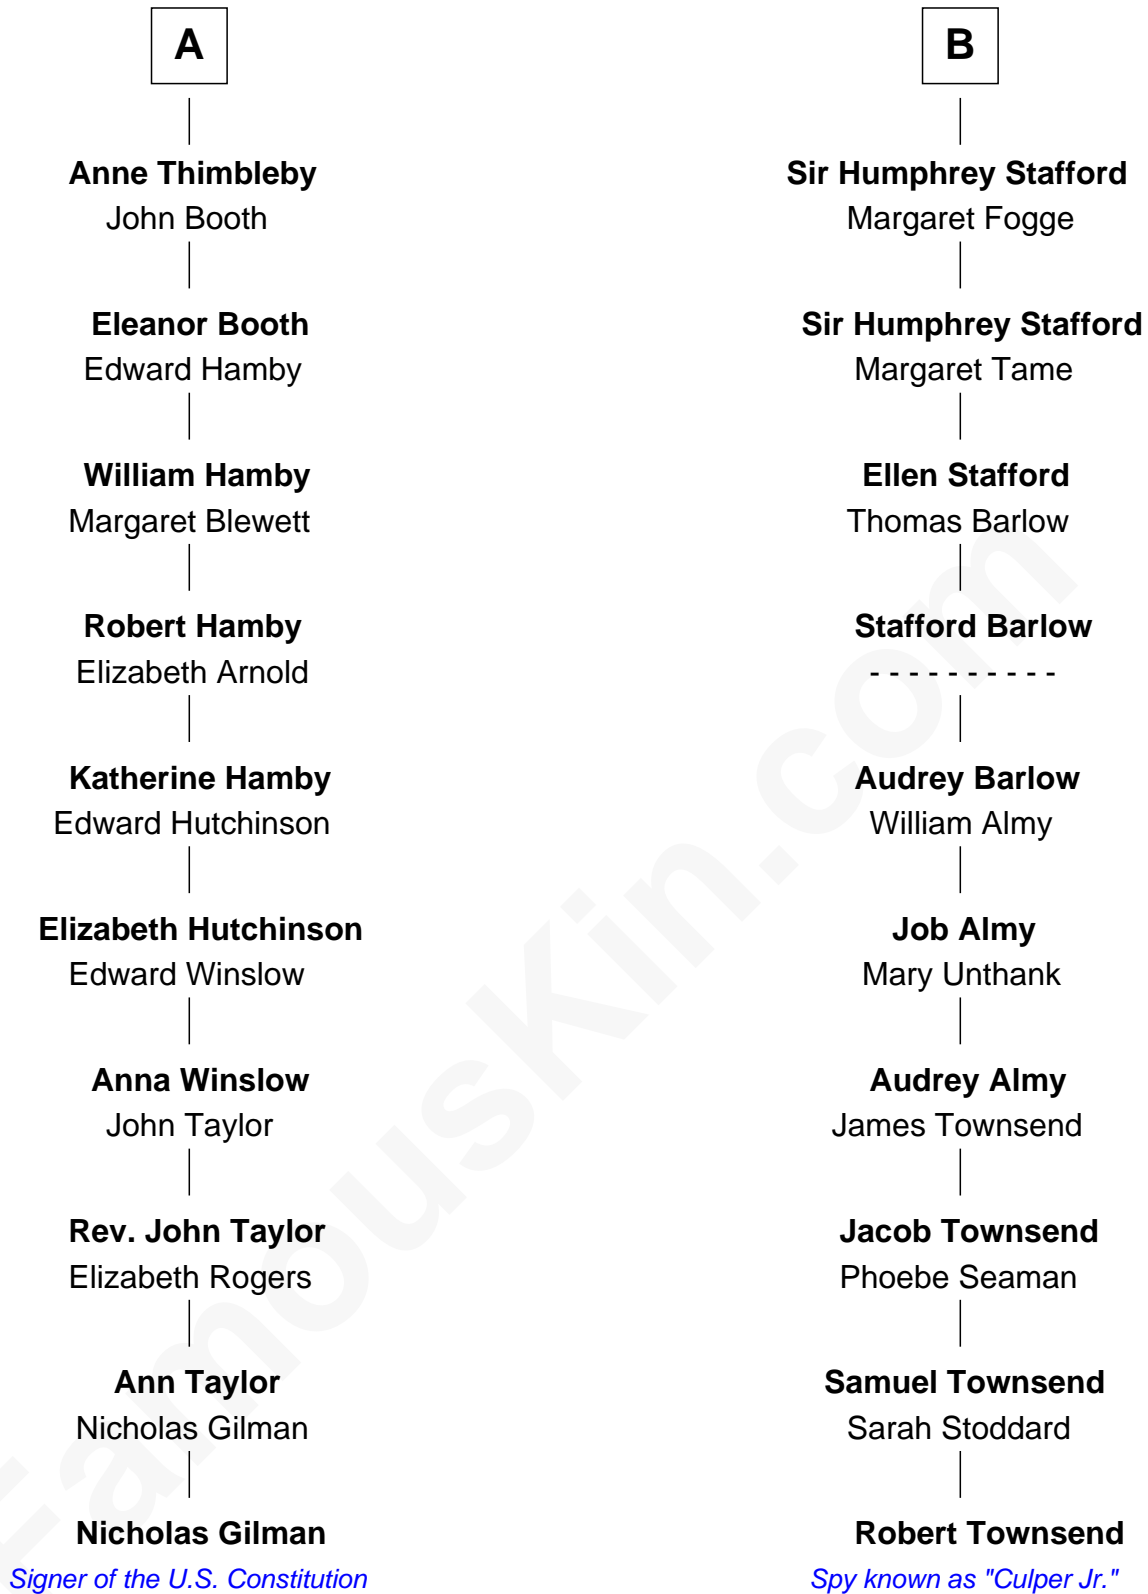 A
Anne Thimbleby
John Booth
Eleanor Booth
Edward Hamby
William Hamby
Margaret Blewett
Robert Hamby
Elizabeth Arnold
Katherine Hamby
Edward Hutchinson
Elizabeth Hutchinson
Edward Winslow
Anna Winslow
John Taylor
Rev. John Taylor
Elizabeth Rogers
Ann Taylor
Nicholas Gilman
Nicholas Gilman
Signer of the U.S. Constitution
B
Sir Humphrey Stafford
Margaret Fogge
Sir Humphrey Stafford
Margaret Tame
Ellen Stafford
Thomas Barlow
Stafford Barlow
- - - - - - - - - -
Audrey Barlow
William Almy
Job Almy
Mary Unthank
Audrey Almy
James Townsend
Jacob Townsend
Phoebe Seaman
Samuel Townsend
Sarah Stoddard
Robert Townsend
Spy known as "Culper Jr."
FamousKin.com